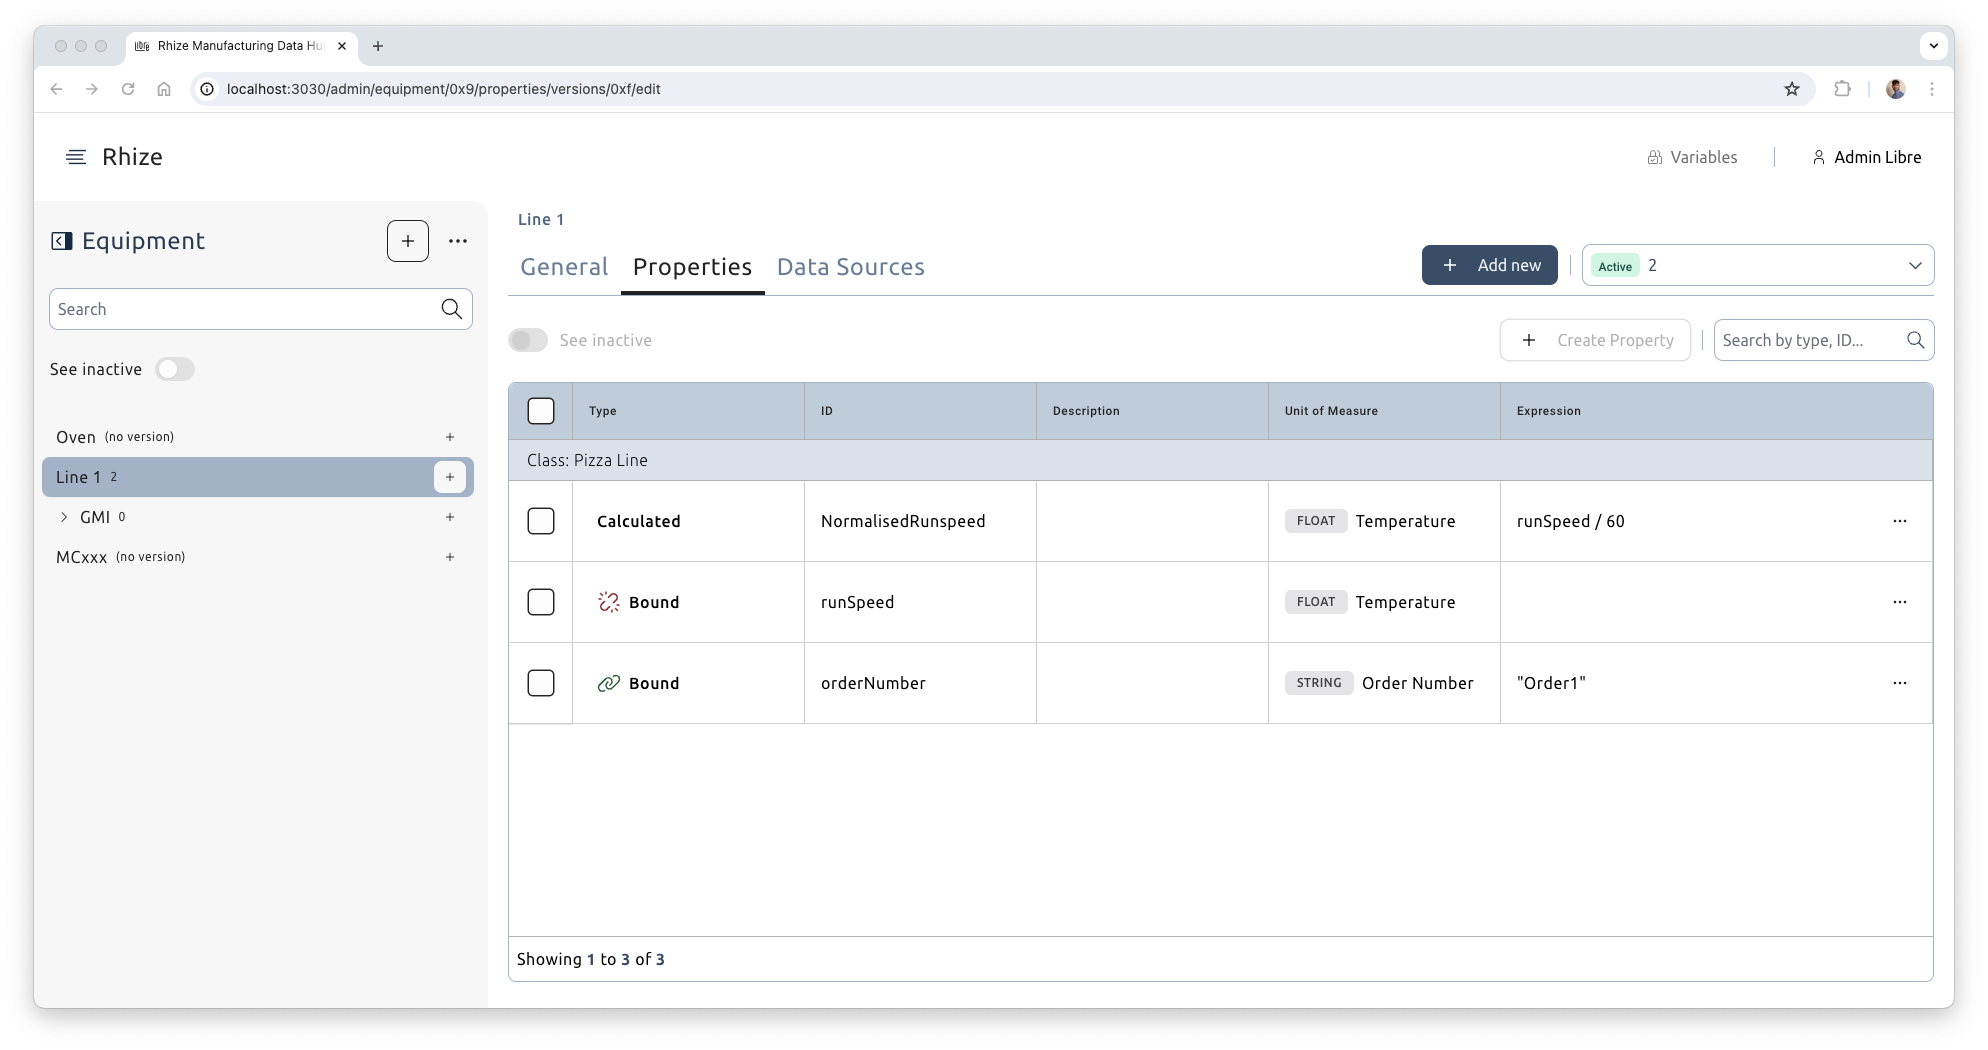 Rhize Manufacturing Data Hu
localhost:3030/admin/equipment/0x9/properties/versions/0xf/edit
Rhize
Variables
Admin Libre
Equipment
Search
See inactive
Oven (no version)
Line 1 2
GMI 0
MCxxx (no version)
Line 1
General Properties Data Sources
Add new
Active 2
See inactive
Create Property
Search by type, ID...
Type ID Description Unit of Measure Expression
Class: Pizza Line
Calculated NormalisedRunspeed FLOAT Temperature runSpeed / 60
Bound runSpeed FLOAT Temperature
Bound orderNumber STRING Order Number "Order1"
Showing 1 to 3 of 3